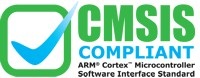 CMSIS
COMPLIANT
ARM® Cortex™ Microcontroller
Software Interface Standard